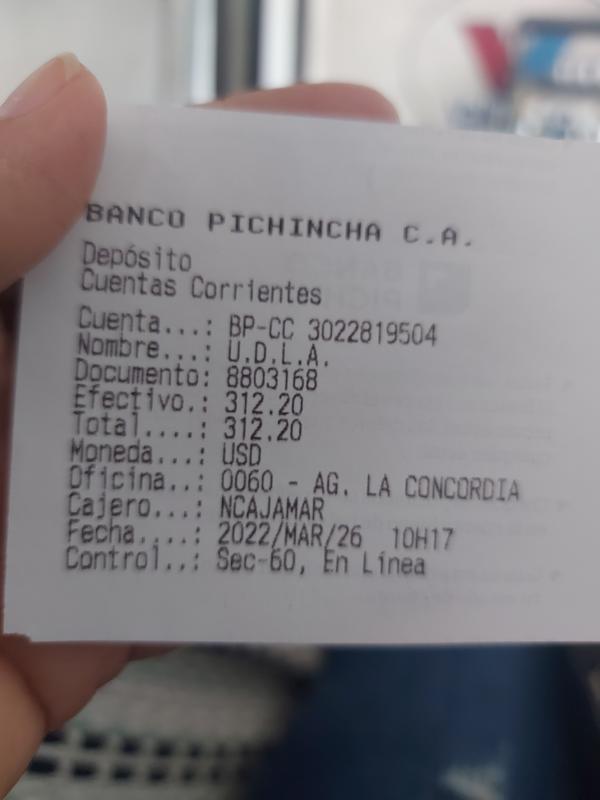 BANCO PICHINCHA C.A.
Depósito
Cuentas Corrientes
Cuenta...: BP-CC 3022819504
Nombre...: U.D.L.A.
Documento: 8803168
Efectivo.: 312.20
Total....: 312.20
Moneda...: USD
Oficina..: 0060 - AG. LA CONCORDIA
Cajero...: NCAJAMAR
Fecha....: 2022/MAR/26 10H17
Control..: Sec-60, En Línea